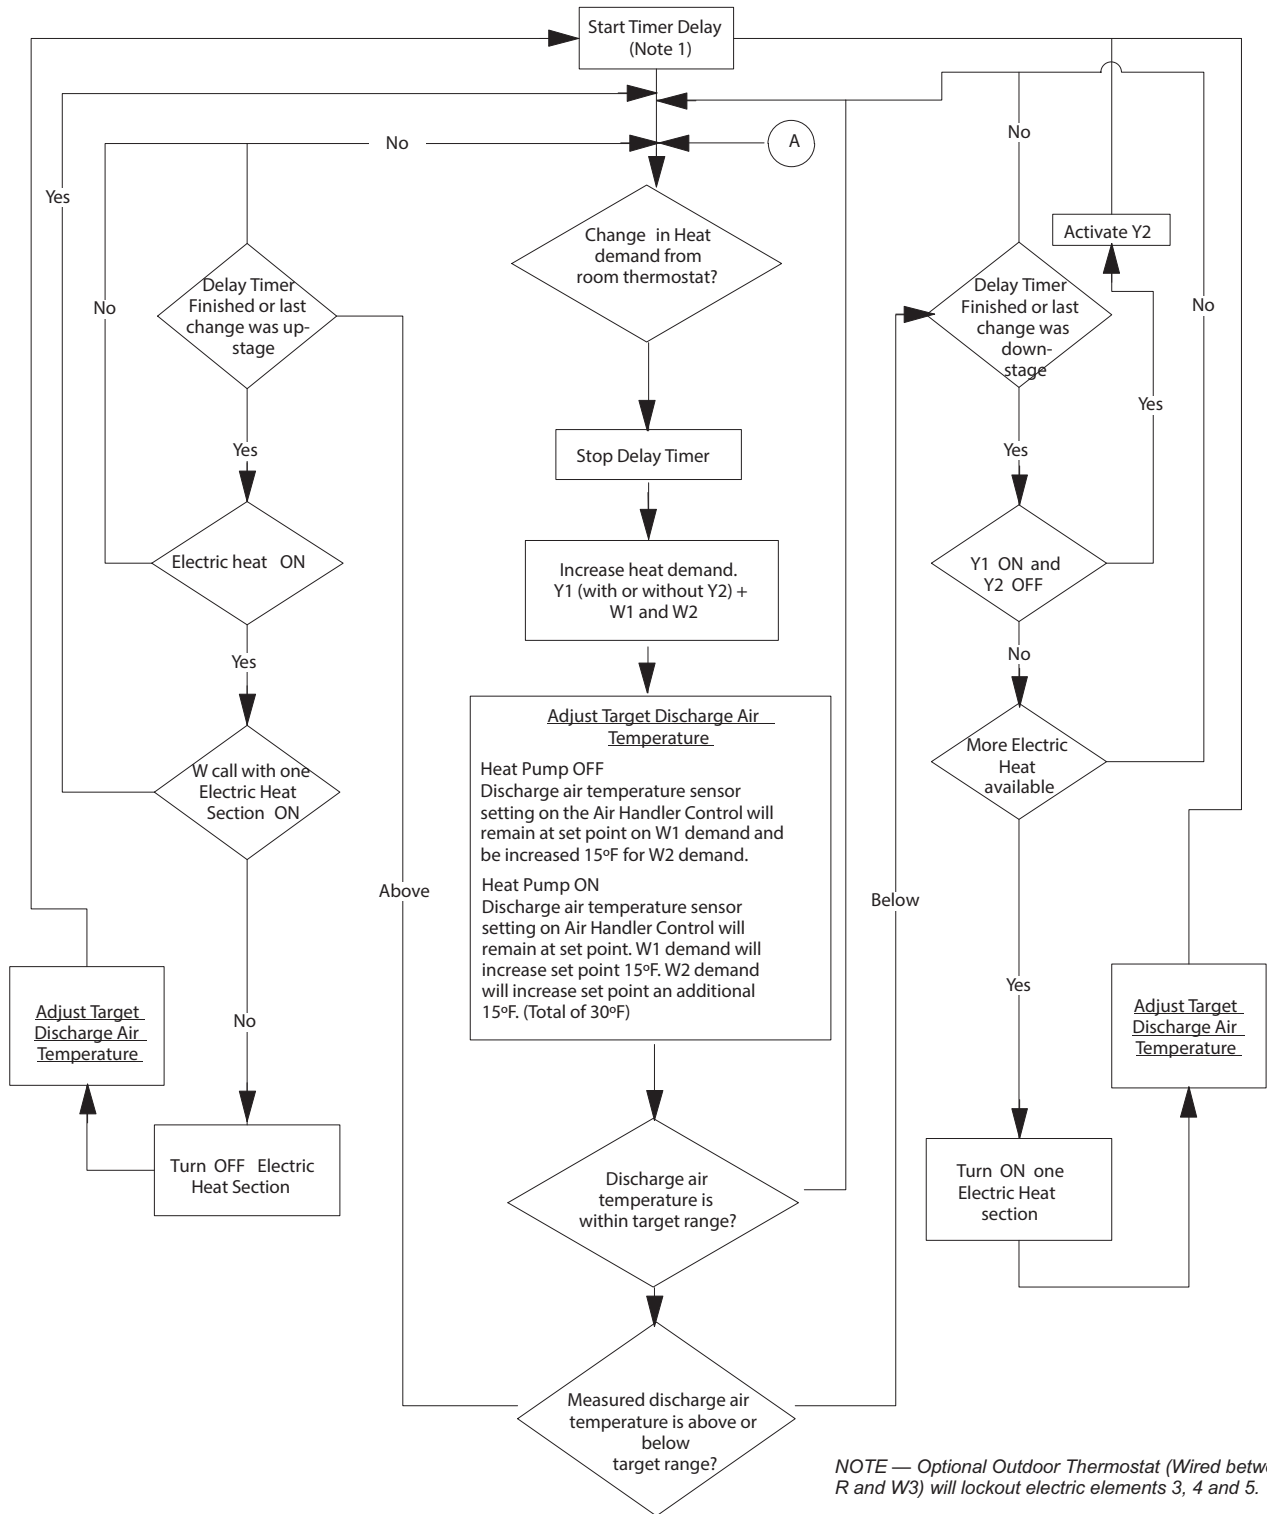 Start Timer Delay
(Note 1)
No
A
No
Yes
Activate Y2
Change in Heat
demand from
room thermostat?
Delay Timer
Finished or last
change was up-
stage
No
Delay Timer
Finished or last
change was
down-
stage
No
Yes
Yes
Stop Delay Timer
Yes
Electric heat ON
Increase heat demand.
Y1 (with or without Y2) +
W1 and W2
Y1 ON and
Y2 OFF
Yes
No
Adjust Target Discharge Air
Temperature
Heat Pump OFF
Discharge air temperature sensor
setting on the Air Handler Control will
remain at set point on W1 demand and
be increased 15ºF for W2 demand.
Heat Pump ON
Discharge air temperature sensor
setting on Air Handler Control will
remain at set point. W1 demand will
increase set point 15ºF. W2 demand
will increase set point an additional
15ºF. (Total of 30ºF)
W call with one
Electric Heat
Section ON
More Electric
Heat
available
Above
Below
Yes
No
Adjust Target
Discharge Air
Temperature
Adjust Target
Discharge Air
Temperature
Turn OFF Electric
Heat Section
Discharge air
temperature is
within target range?
Turn ON one
Electric Heat
section
Measured discharge air
temperature is above or
below
target range?
NOTE — Optional Outdoor Thermostat (Wired
R and W3) will lockout electric elements 3, 4 and 5.